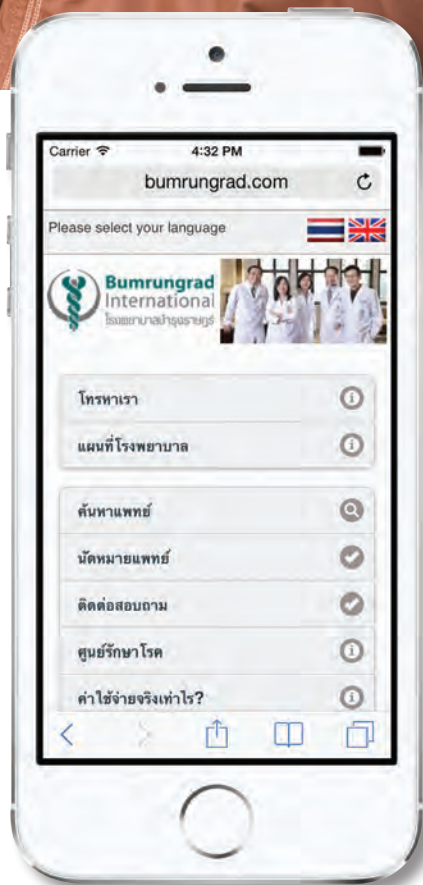 Carrier 4:32 PM
bumrungrad.com
Please select your language
Bumrungrad
International
โรงพยาบาลบำรุงราษฎร์
โทรหาเรา
แผนที่โรงพยาบาล
ค้นหาแพทย์
นัดหมายแพทย์
ติดต่อสอบถาม
ศูนย์รักษาโรค
ค่าใช้จ่ายจริงเท่าไร?